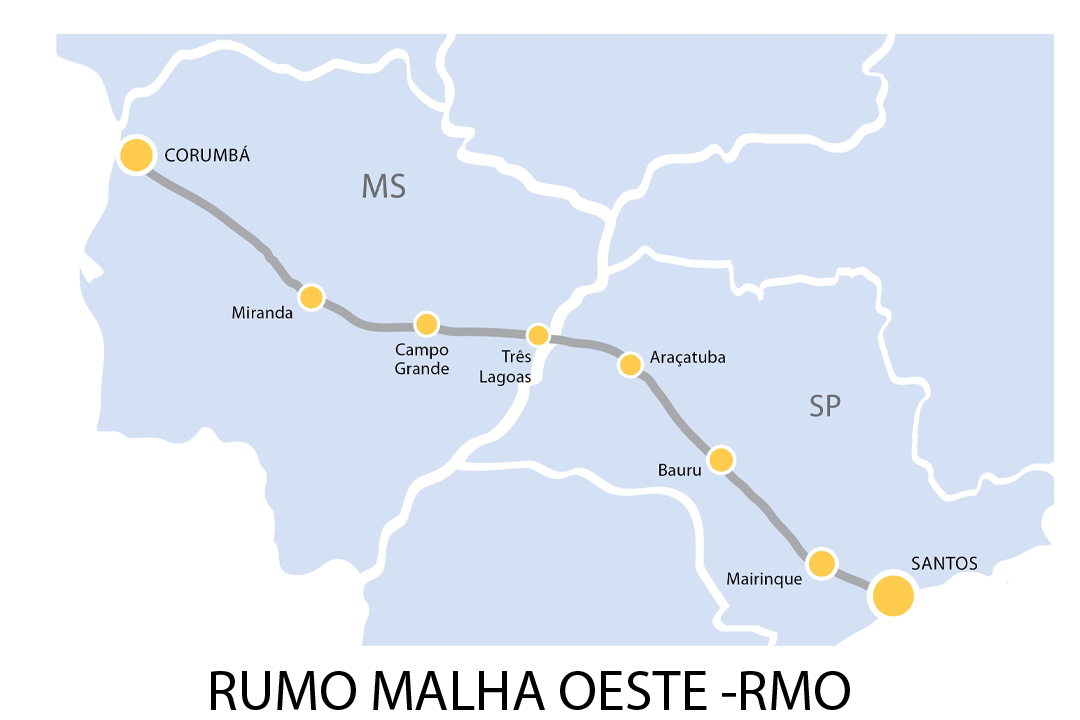 CORUMBÁ
MS
Miranda
Campo
Grande
Três
Lagoas
Araçatuba
SP
Bauru
Mairinque
SANTOS
RUMO MALHA OESTE -RMO